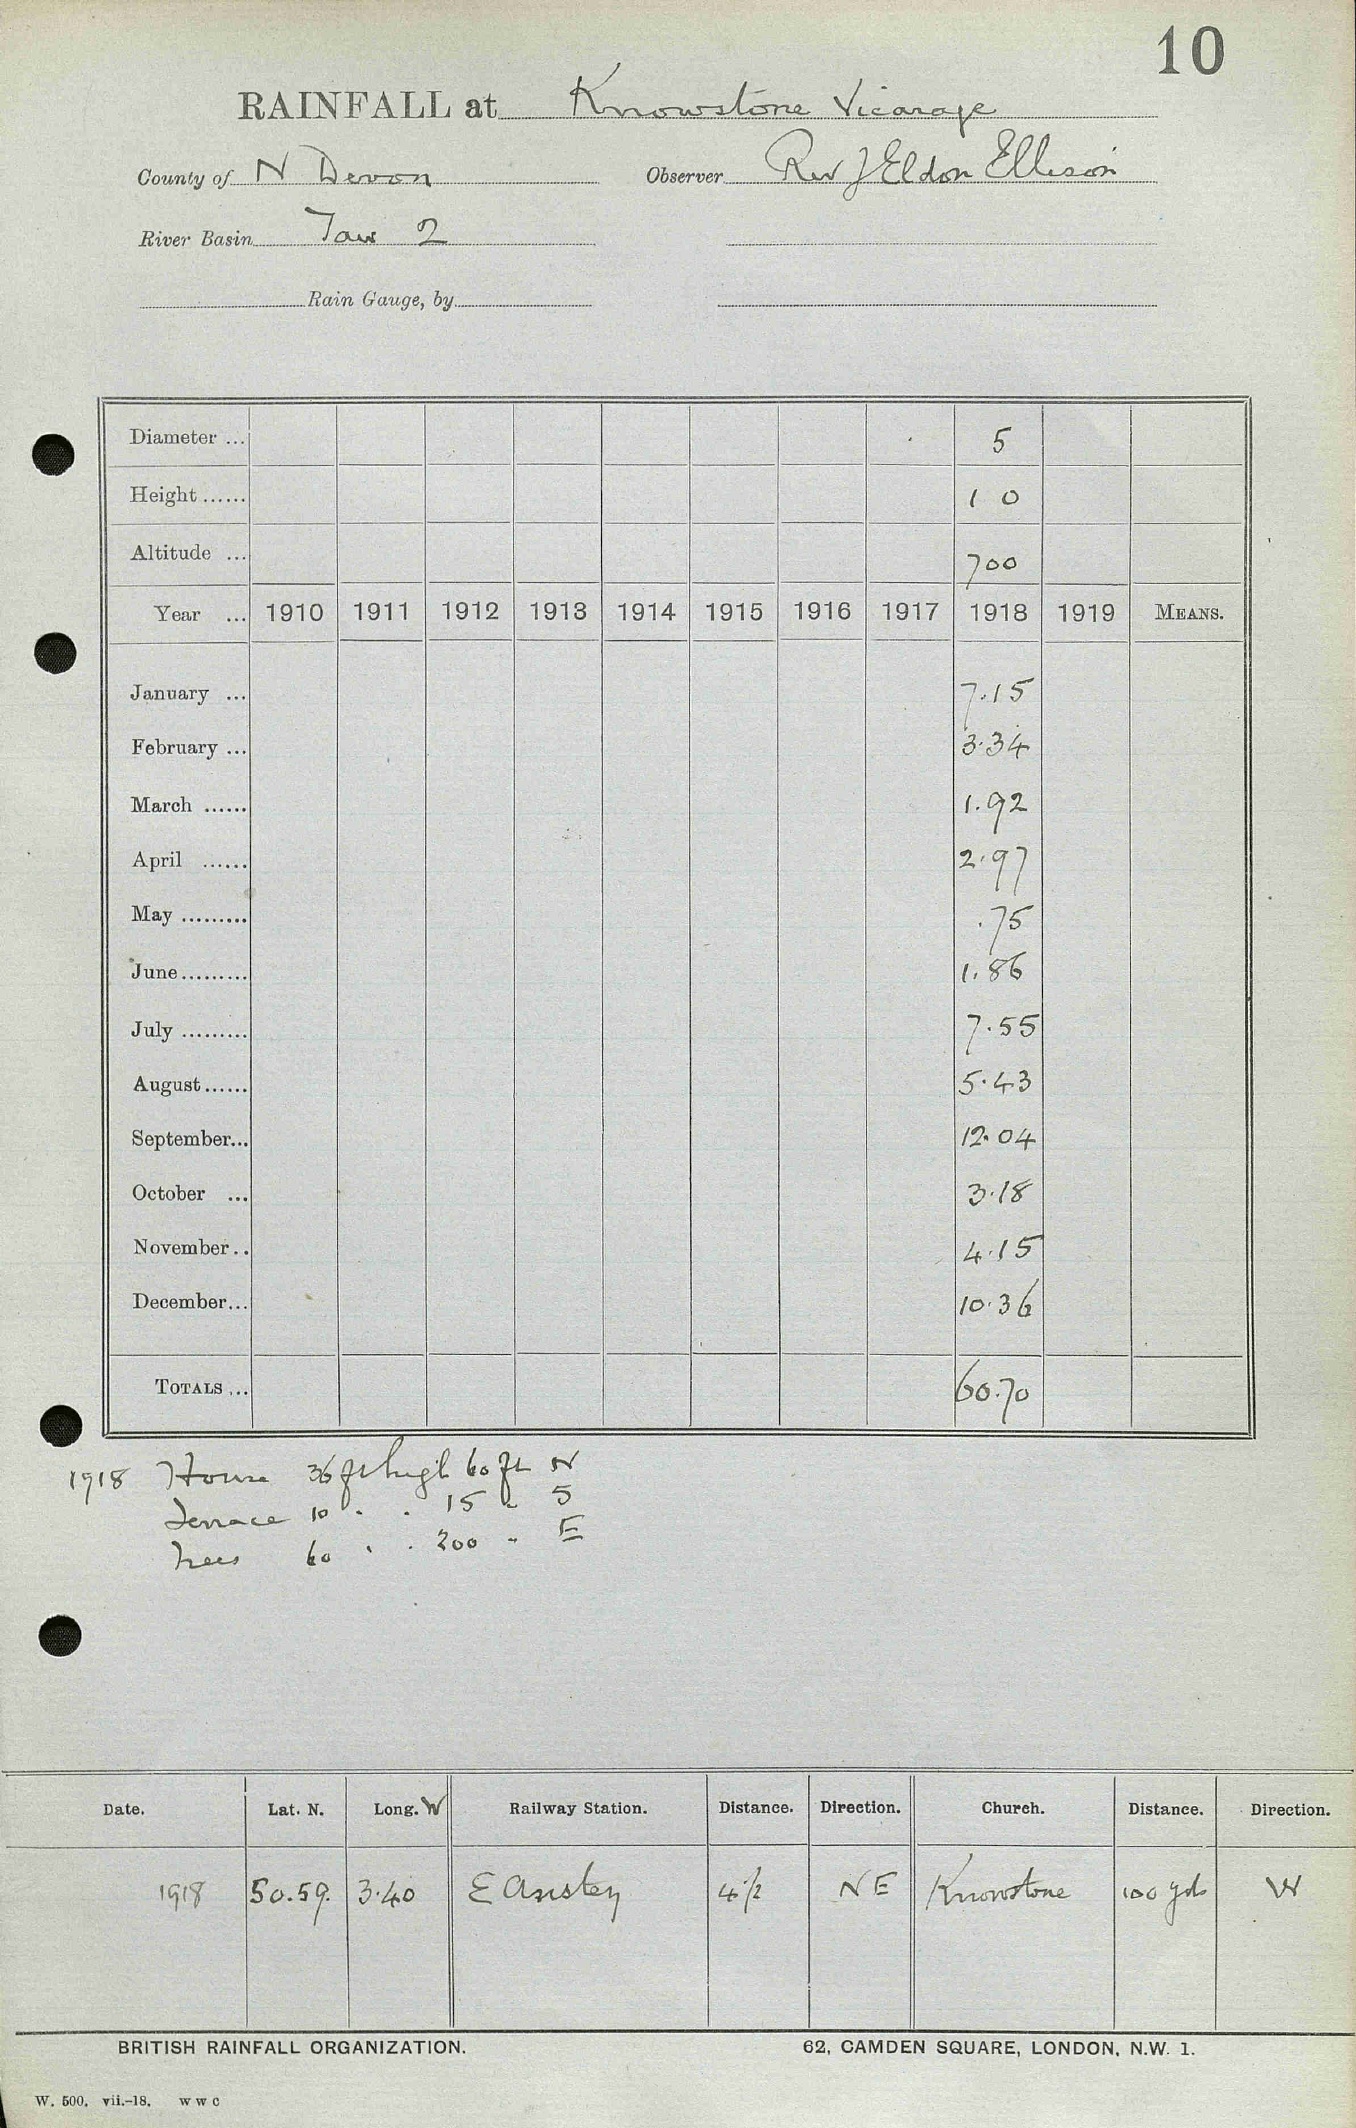 10
RAINFALL at Knowstone Vicarage
County of N Devon Observer Rev J Eldon Ellison
River Basin Taw 2
Rain Gauge, by
Diameter ... 5
Height ...... 1 0
Altitude ... 700
Year ... 1910 1911 1912 1913 1914 1915 1916 1917 1918 1919 MEANS.
January ... 7.15
February ... 3.34
March ...... 1.92
April ...... 2.97
May ......... .75
June ......... 1.86
July ......... 7.55
August ...... 5.43
September... 12.04
October ... 3.18
November .. 4.15
December... 10.36
TOTALS ... 60.70
1918 House 36 ft high 60 ft N
Terrace 10 " " 15 " S
Trees 60 " " 200 " E
Date. Lat. N. Long. W Railway Station. Distance. Direction. Church. Distance. Direction.
1918 50.59. 3.40 E Anstey 4½ NE Knowstone 100 yds W
BRITISH RAINFALL ORGANIZATION. 62, CAMDEN SQUARE, LONDON, N.W. 1.
W. 500. vii.-18. W W C